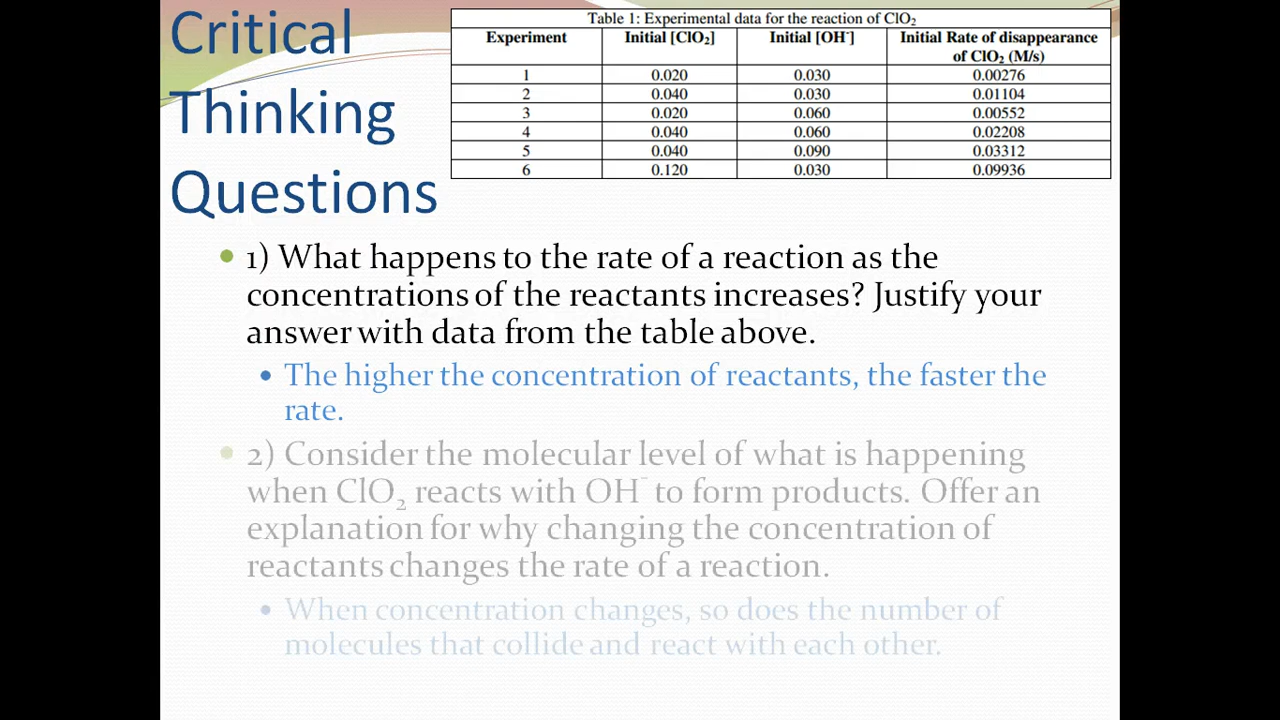 Critical
Thinking
Questions
Table 1: Experimental data for the reaction of ClO₂
Experiment Initial [ClO₂] Initial [OH⁻] Initial Rate of disappearance
of ClO₂ (M/s)
1 0.020 0.030 0.00276
2 0.040 0.030 0.01104
3 0.020 0.060 0.00552
4 0.040 0.060 0.02208
5 0.040 0.090 0.03312
6 0.120 0.030 0.09936
• 1) What happens to the rate of a reaction as the
concentrations of the reactants increases? Justify your
answer with data from the table above.
• The higher the concentration of reactants, the faster the
rate.
• 2) Consider the molecular level of what is happening
when ClO₂ reacts with OH⁻ to form products. Offer an
explanation for why changing the concentration of
reactants changes the rate of a reaction.
• When concentration changes, so does the number of
molecules that collide and react with each other.